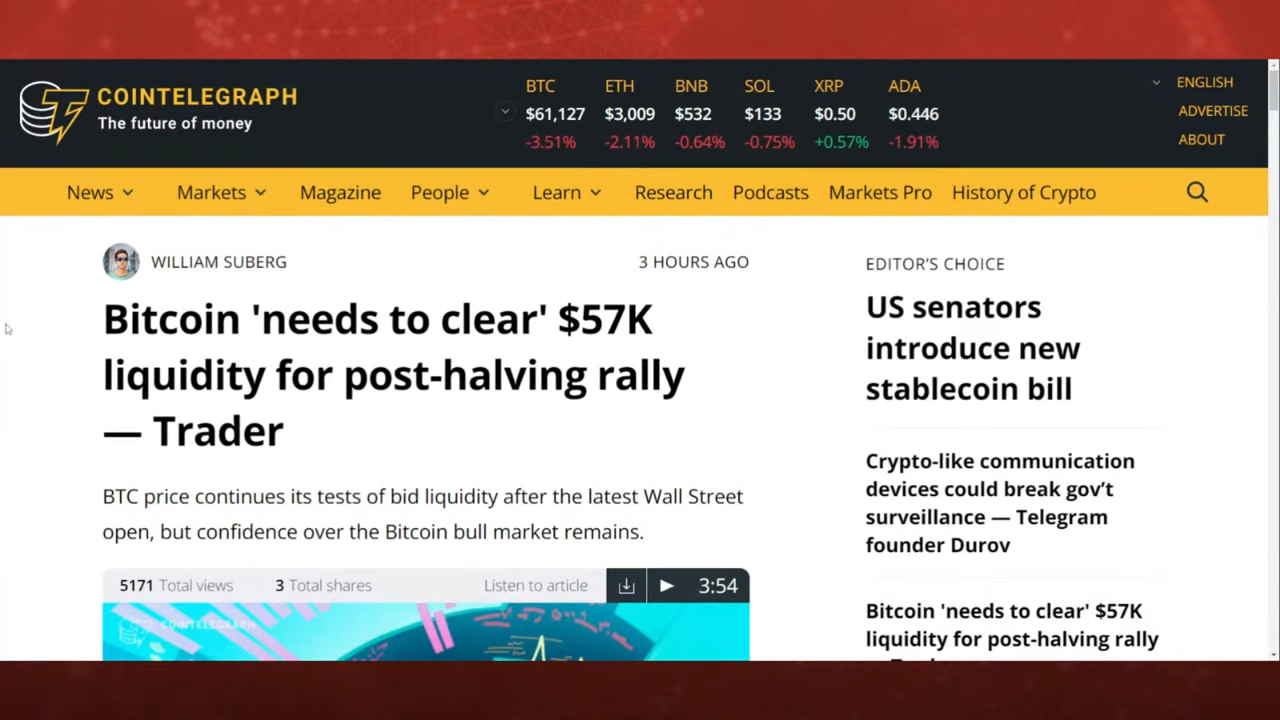 COINTELEGRAPH
The future of money
BTC ETH BNB SOL XRP ADA
$61,127 $3,009 $532 $133 $0.50 $0.446
-3.51% -2.11% -0.64% -0.75% +0.57% -1.91%
ENGLISH
ADVERTISE
ABOUT
News Markets Magazine People Learn Research Podcasts Markets Pro History of Crypto
WILLIAM SUBERG 3 HOURS AGO
Bitcoin 'needs to clear' $57K
liquidity for post-halving rally
— Trader
BTC price continues its tests of bid liquidity after the latest Wall Street
open, but confidence over the Bitcoin bull market remains.
5171 Total views 3 Total shares Listen to article 3:54
COINTELEGRAPH
EDITOR'S CHOICE
US senators
introduce new
stablecoin bill
Crypto-like communication
devices could break gov't
surveillance — Telegram
founder Durov
Bitcoin 'needs to clear' $57K
liquidity for post-halving rally